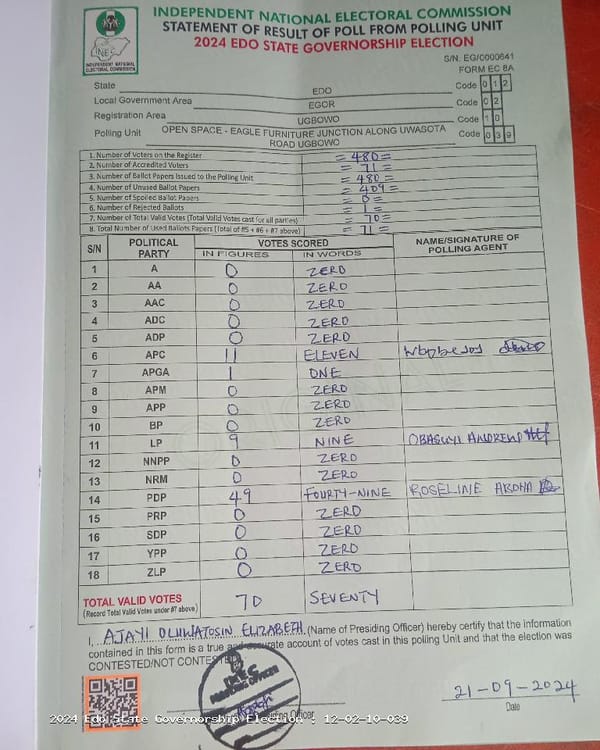 INDEPENDENT NATIONAL ELECTORAL COMMISSION
STATEMENT OF RESULT OF POLL FROM POLLING UNIT
2024 EDO STATE GOVERNORSHIP ELECTION
INEC
INDEPENDENT NATIONAL
ELECTORAL COMMISSION
S/N. EG/0000641
FORM EC 8A
State EDO Code 0 1 2
Local Government Area EGOR Code 0 2
Registration Area UGBOWO Code 1 0
Polling Unit OPEN SPACE - EAGLE FURNITURE JUNCTION ALONG UWASOTA ROAD UGBOWO Code 0 3 9
1. Number of Voters on the Register = 480 =
2. Number of Accredited Voters = 71 =
3. Number of Ballot Papers Issued to the Polling Unit = 480 =
4. Number of Unused Ballot Papers = 409 =
5. Number of Spoiled Ballot Papers = 0 =
6. Number of Rejected Ballots = 1 =
7. Number of Total Valid Votes (Total Valid Votes cast for all parties) = 70 =
8. Total Number of Used Ballots Papers (Total of #5 + #6 + #7 above) = 71 =
S/N POLITICAL PARTY VOTES SCORED NAME/SIGNATURE OF POLLING AGENT
IN FIGURES IN WORDS
1 A 0 ZERO
2 AA 0 ZERO
3 AAC 0 ZERO
4 ADC 0 ZERO
5 ADP 0 ZERO
6 APC 11 ELEVEN
7 APGA 1 ONE
8 APM 0 ZERO
9 APP 0 ZERO
10 BP 0 ZERO
11 LP 9 NINE OBASUYI ANDREW
12 NNPP 0 ZERO
13 NRM 0 ZERO
14 PDP 49 FOURTY-NINE ROSELINE
15 PRP 0 ZERO
16 SDP 0 ZERO
17 YPP 0 ZERO
18 ZLP 0 ZERO
TOTAL VALID VOTES 70 SEVENTY
(Record Total Valid Votes under #7 above)
I, AJAYI OLUWATOSIN ELIZABETH (Name of Presiding Officer) hereby certify that the information
contained in this form is a true and accurate account of votes cast in this polling Unit and that the election was
CONTESTED/NOT CONTESTED
INEC
PRESIDING OFFICER
21-09-2024
Date
Officer
2024 Edo State Governorship Election : 12-02-10-039